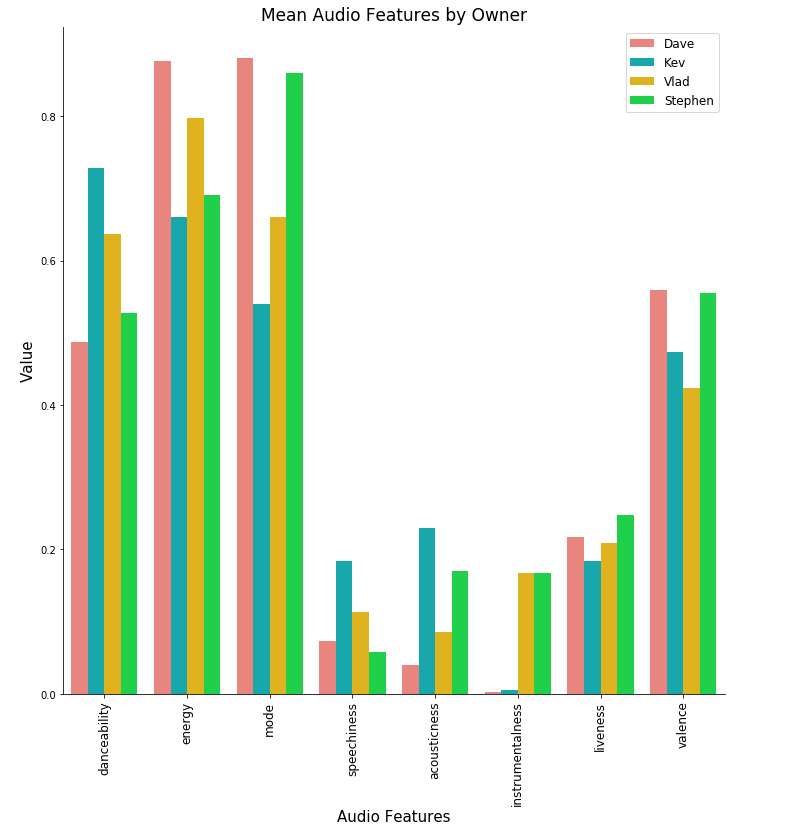 Mean Audio Features by Owner
Dave
Kev
Vlad
Stephen
Value
0.8
0.6
0.4
0.2
0.0
danceability
energy
mode
speechiness
acousticness
instrumentalness
liveness
valence
Audio Features